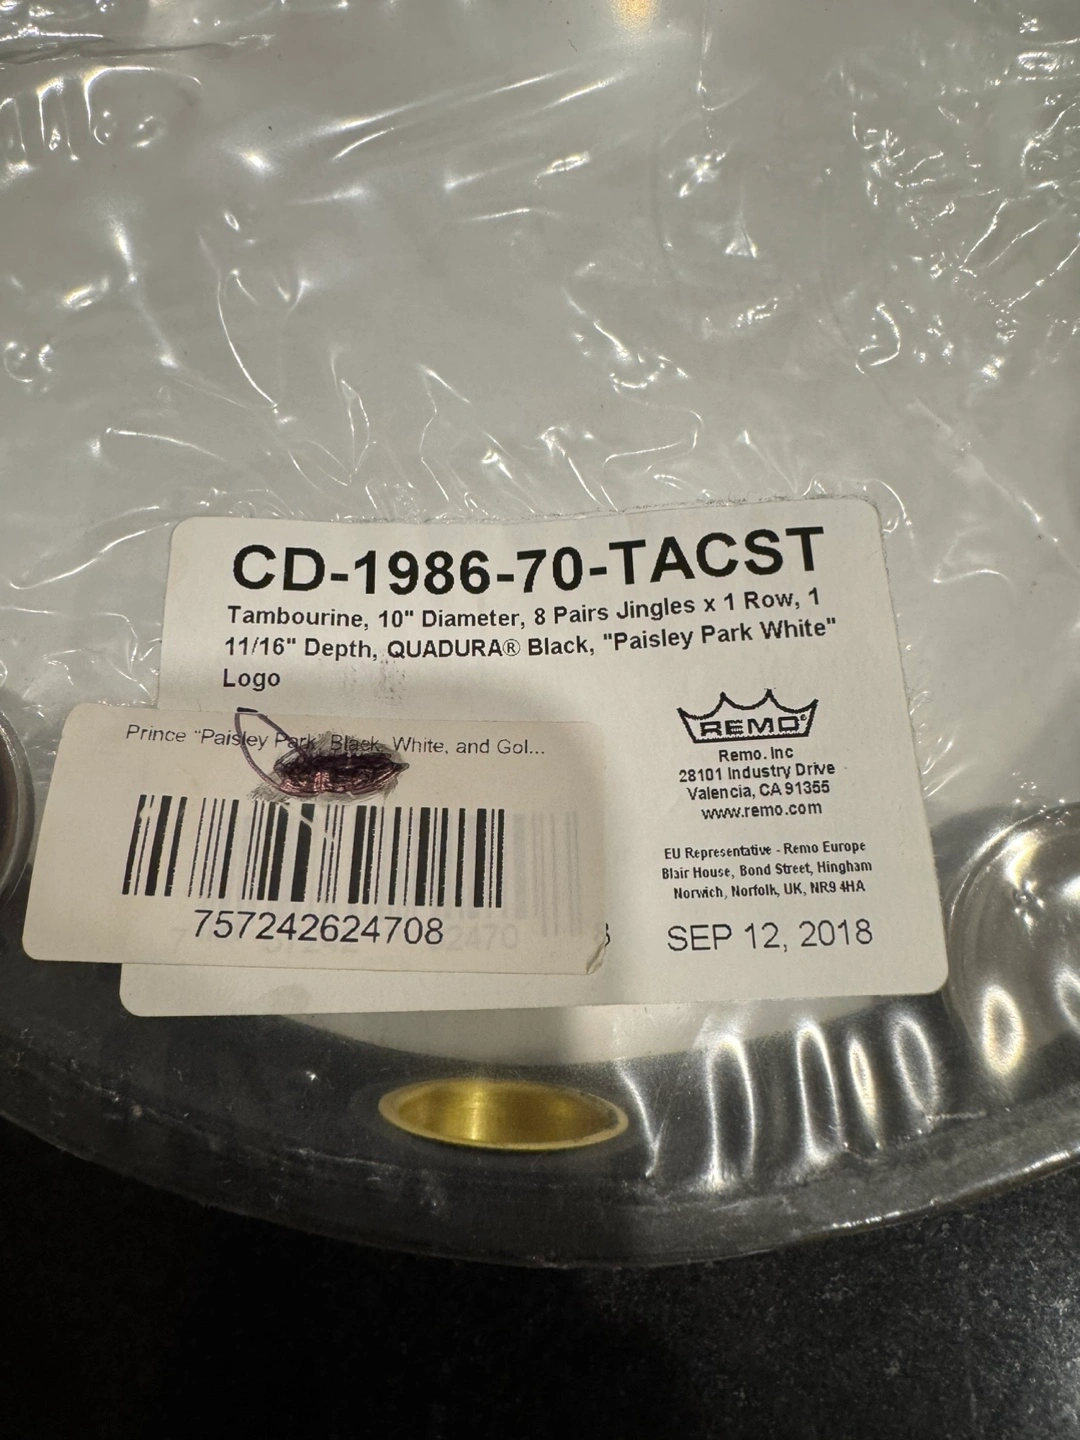 CD-1986-70-TACST
Tambourine, 10" Diameter, 8 Pairs Jingles x 1 Row, 1
11/16" Depth, QUADURA® Black, "Paisley Park White"
Logo
Prince "Paisley Park" Black, White, and Gol...
757242624708
REMO®
Remo. Inc
28101 Industry Drive
Valencia, CA 91355
www.remo.com
EU Representative - Remo Europe
Blair House, Bond Street, Hingham
Norwich, Norfolk, UK, NR9 4HA
SEP 12, 2018